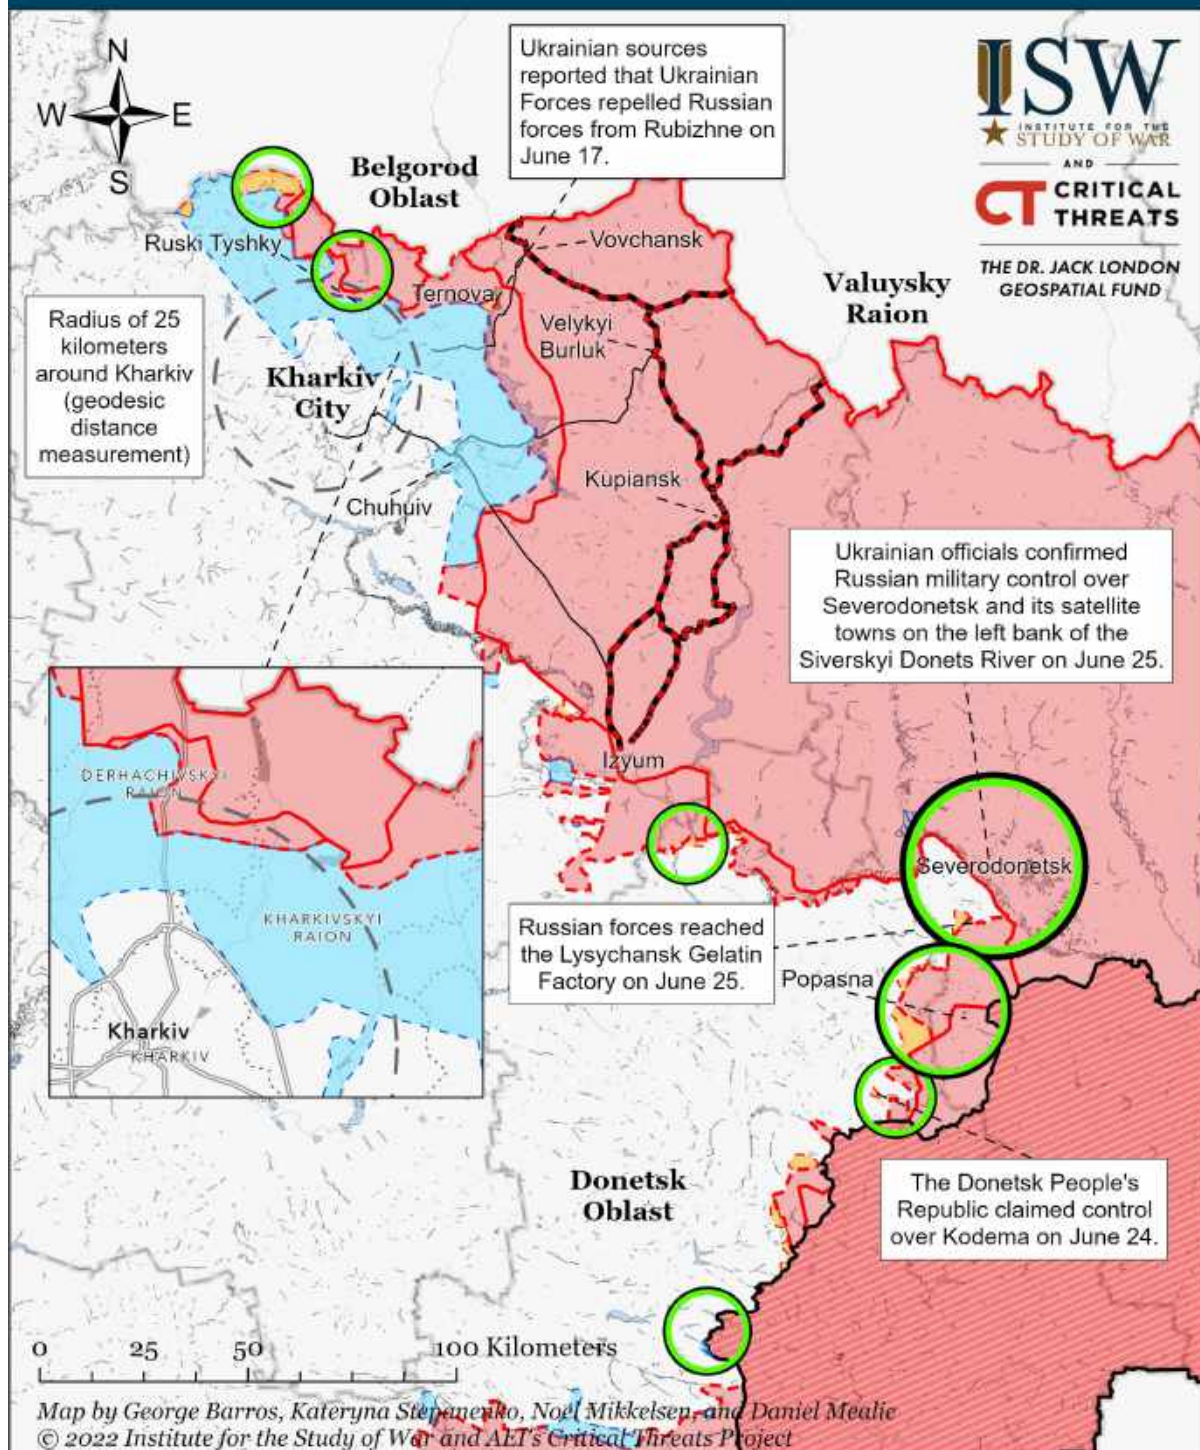 Ukrainian sources
reported that Ukrainian
Forces repelled Russian
forces from Rubizhne on
June 17.
ISW
INSTITUTE FOR THE
STUDY OF WAR
AND
CT CRITICAL
THREATS
THE DR. JACK LONDON
GEOSPATIAL FUND
N
W E
S
Belgorod
Oblast
Ruski Tyshky
Vovchansk
Ternova
Valuysky
Raion
Velykyi
Burluk
Radius of 25
kilometers
around Kharkiv
(geodesic
distance
measurement)
Kharkiv
City
Kupiansk
Chuhuiv
Ukrainian officials confirmed
Russian military control over
Severodonetsk and its satellite
towns on the left bank of the
Siverskyi Donets River on June 25.
Izyum
DERHACHIVSKYI
RAION
KHARKIVSKYI
RAION
Kharkiv
KHARKIV
Severodonetsk
Russian forces reached
the Lysychansk Gelatin
Factory on June 25.
Popasna
Donetsk
Oblast
The Donetsk People's
Republic claimed control
over Kodema on June 24.
0 25 50 100 Kilometers
Map by George Barros, Kateryna Stepanenko, Noel Mikkelsen, and Daniel Mealie
© 2022 Institute for the Study of War and AEI's Critical Threats Project